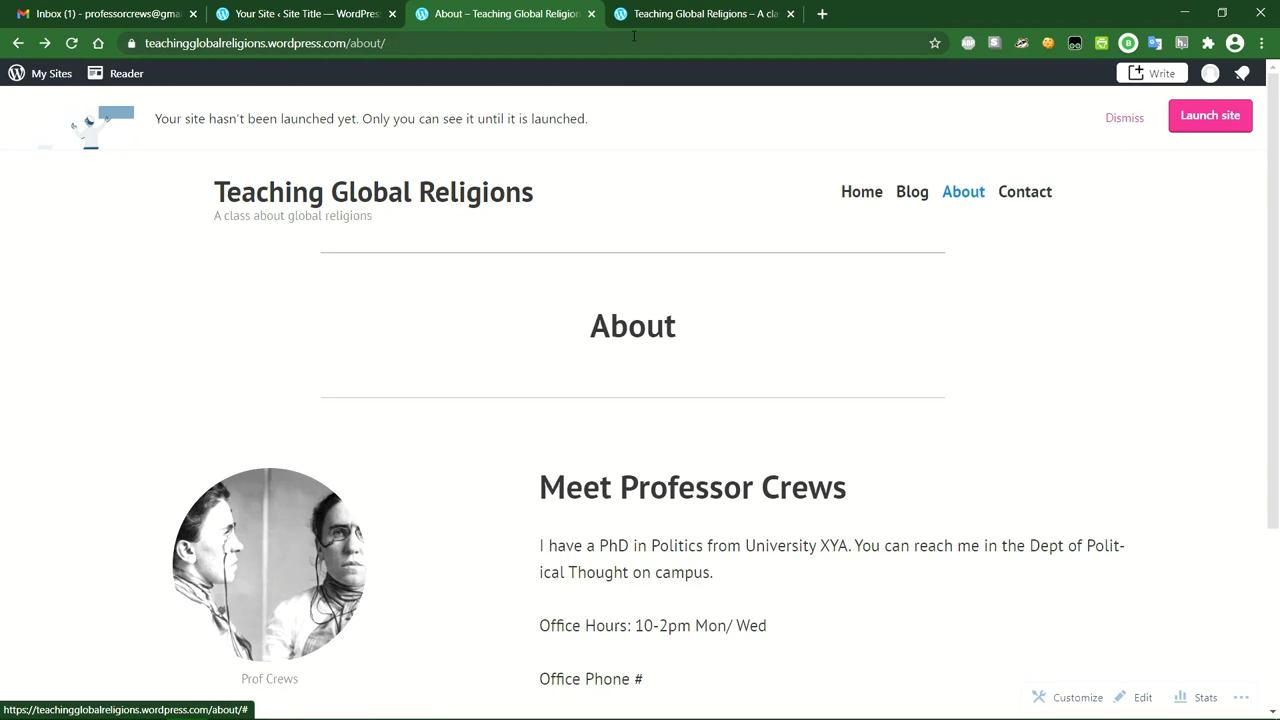 Inbox (1) - professorcrews@gma
Your Site ‹ Site Title — WordPres
About – Teaching Global Religion
Teaching Global Religions – A cla
teachingglobalreligions.wordpress.com/about/
My Sites
Reader
Write
Your site hasn't been launched yet. Only you can see it until it is launched.
Dismiss
Launch site
Teaching Global Religions
A class about global religions
Home
Blog
About
Contact
About
Meet Professor Crews
I have a PhD in Politics from University XYA. You can reach me in the Dept of Polit-
ical Thought on campus.
Office Hours: 10-2pm Mon/ Wed
Office Phone #
Prof Crews
Customize
Edit
Stats
https://teachingglobalreligions.wordpress.com/about/#